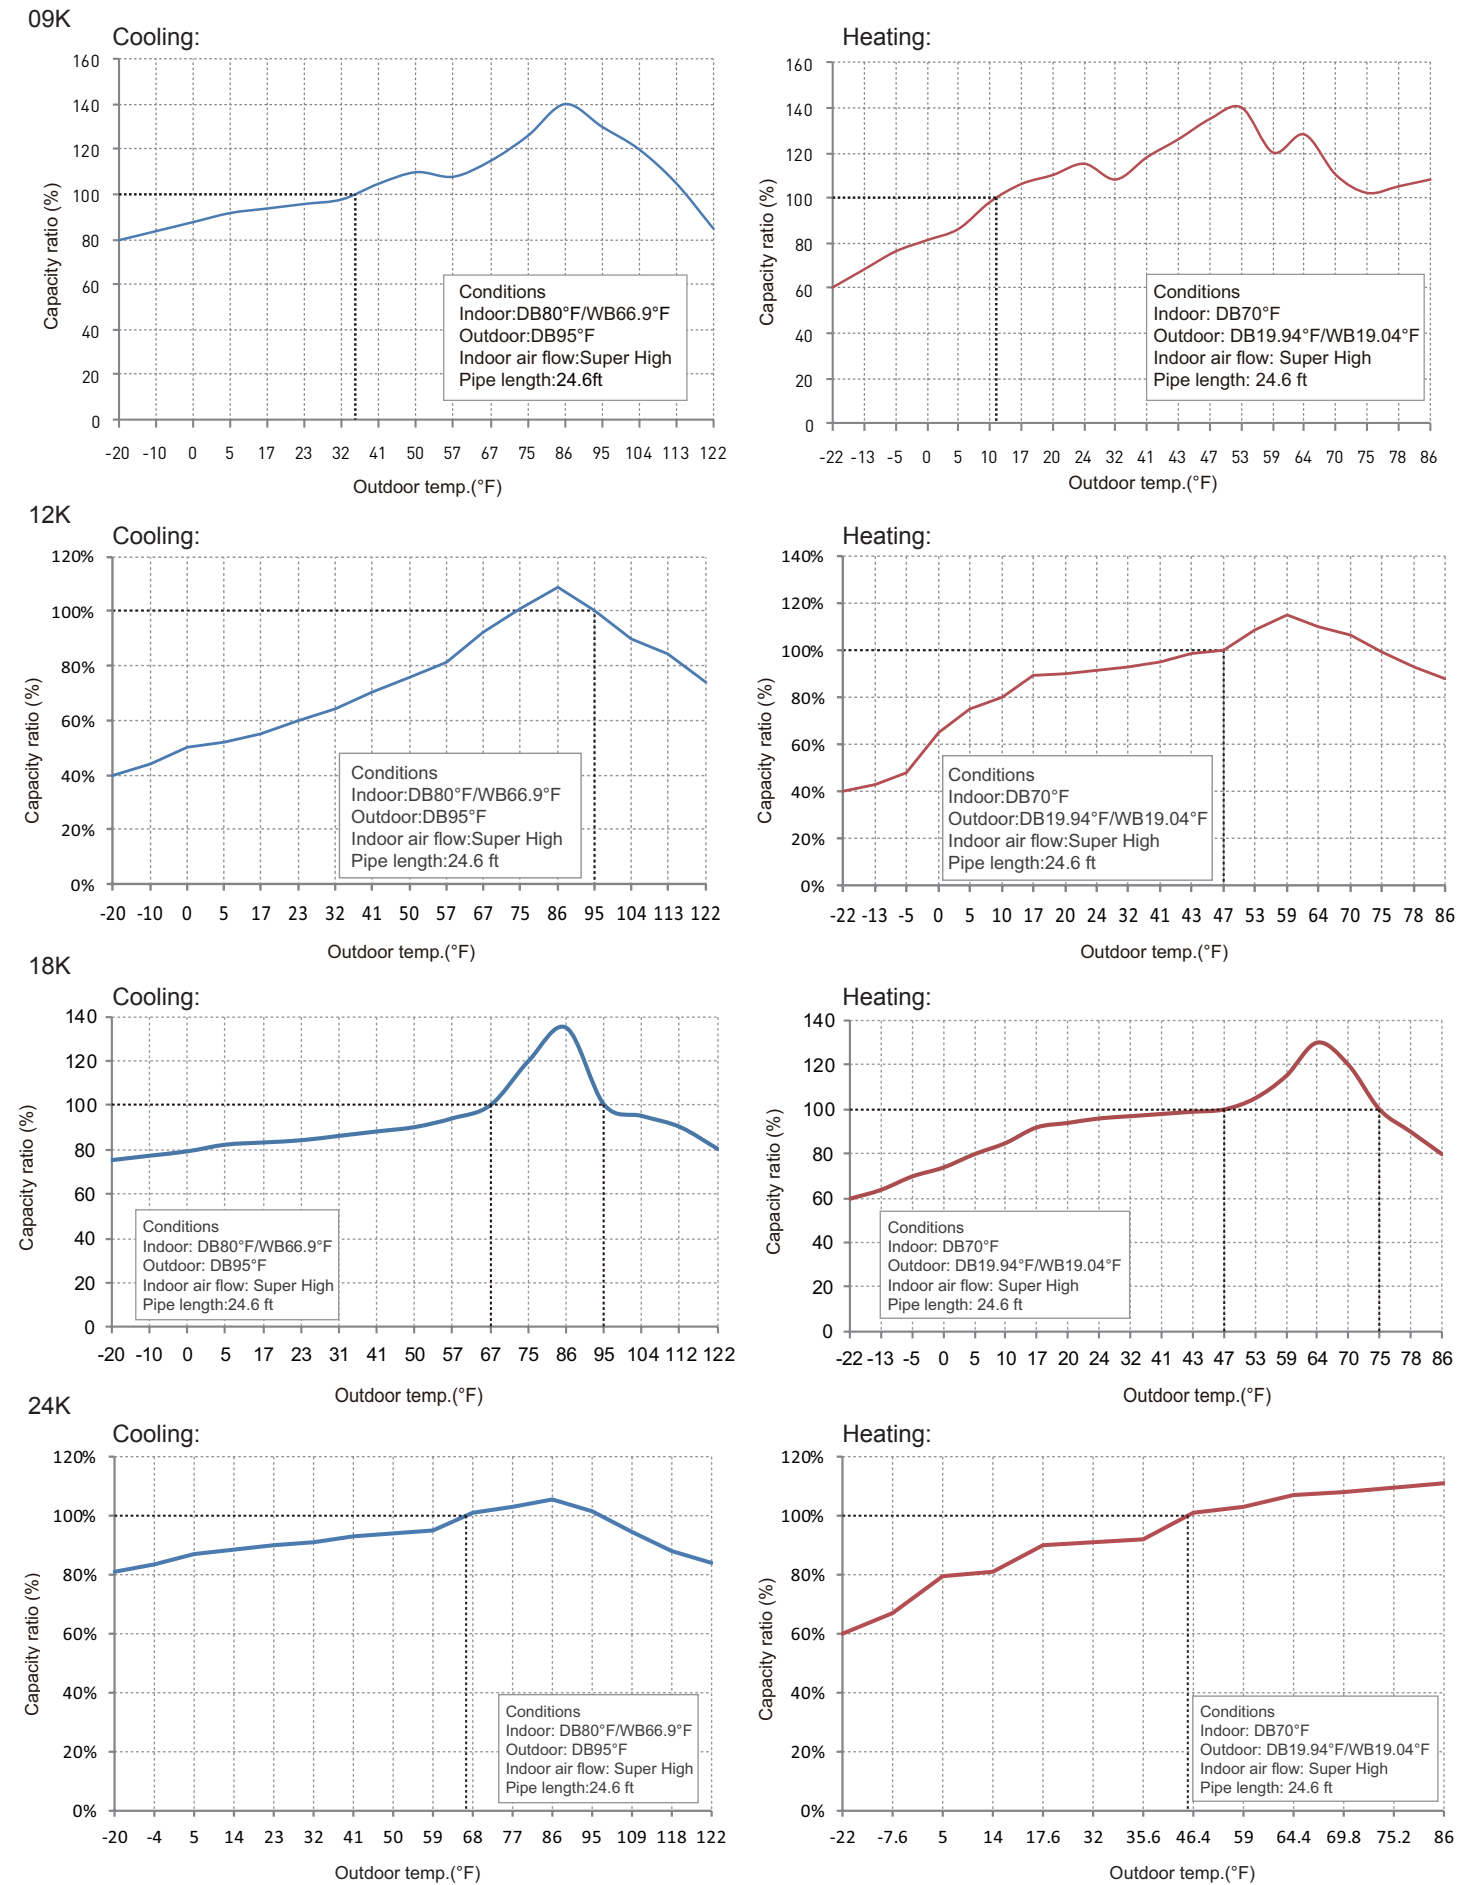 09K
Cooling:
160
140
120
100
80
60
40
20
0
Capacity ratio (%)
Conditions
Indoor:DB80°F/WB66.9°F
Outdoor:DB95°F
Indoor air flow:Super High
Pipe length:24.6ft
-20 -10 0 5 17 23 32 41 50 57 67 75 86 95 104 113 122
Outdoor temp.(°F)
Heating:
160
140
120
100
80
60
40
20
0
Capacity ratio (%)
Conditions
Indoor: DB70°F
Outdoor: DB19.94°F/WB19.04°F
Indoor air flow: Super High
Pipe length: 24.6 ft
-22 -13 -5 0 5 10 17 20 24 32 41 43 47 53 59 64 70 75 78 86
Outdoor temp.(°F)
12K
Cooling:
120%
100%
80%
60%
40%
20%
0%
Capacity ratio (%)
Conditions
Indoor:DB80°F/WB66.9°F
Outdoor:DB95°F
Indoor air flow:Super High
Pipe length:24.6 ft
-20 -10 0 5 17 23 32 41 50 57 67 75 86 95 104 113 122
Outdoor temp.(°F)
Heating:
140%
120%
100%
80%
60%
40%
20%
0%
Capacity ratio (%)
Conditions
Indoor:DB70°F
Outdoor:DB19.94°F/WB19.04°F
Indoor air flow:Super High
Pipe length:24.6 ft
-22 -13 -5 0 5 10 17 20 24 32 41 43 47 53 59 64 70 75 78 86
Outdoor temp.(°F)
18K
Cooling:
140
120
100
80
60
40
20
0
Capacity ratio (%)
Conditions
Indoor: DB80°F/WB66.9°F
Outdoor: DB95°F
Indoor air flow: Super High
Pipe length:24.6 ft
-20 -10 0 5 17 23 31 41 50 57 67 75 86 95 104 112 122
Outdoor temp.(°F)
Heating:
140
120
100
80
60
40
20
0
Capacity ratio (%)
Conditions
Indoor: DB70°F
Outdoor: DB19.94°F/WB19.04°F
Indoor air flow: Super High
Pipe length: 24.6 ft
-22 -13 -5 0 5 10 17 20 24 32 41 43 47 53 59 64 70 75 78 86
Outdoor temp.(°F)
24K
Cooling:
120%
100%
80%
60%
40%
20%
0%
Capacity ratio (%)
Conditions
Indoor: DB80°F/WB66.9°F
Outdoor: DB95°F
Indoor air flow: Super High
Pipe length:24.6 ft
-20 -4 5 14 23 32 41 50 59 68 77 86 95 109 118 122
Outdoor temp.(°F)
Heating:
120%
100%
80%
60%
40%
20%
0%
Capacity ratio (%)
Conditions
Indoor: DB70°F
Outdoor: DB19.94°F/WB19.04°F
Indoor air flow: Super High
Pipe length: 24.6 ft
-22 -7.6 5 14 17.6 32 35.6 46.4 59 64.4 69.8 75.2 86
Outdoor temp.(°F)